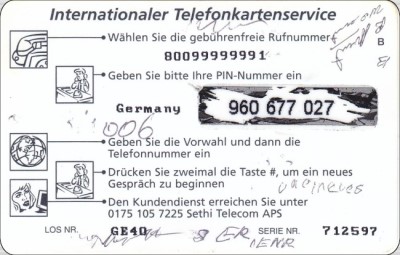 Internationaler Telefonkartenservice
Wählen Sie die gebührenfreie Rufnummer
B
80099999991
Geben Sie bitte Ihre PIN-Nummer ein
Germany 960 677 027
006
Geben Sie die Vorwahl und dann die
Telefonnummer ein
Drücken Sie zweimal die Taste #, um ein neues
Gespräch zu beginnen
Den Kundendienst erreichen Sie unter
0175 105 7225 Sethi Telecom APS
LOS NR. GE4D SERIE NR. 712597